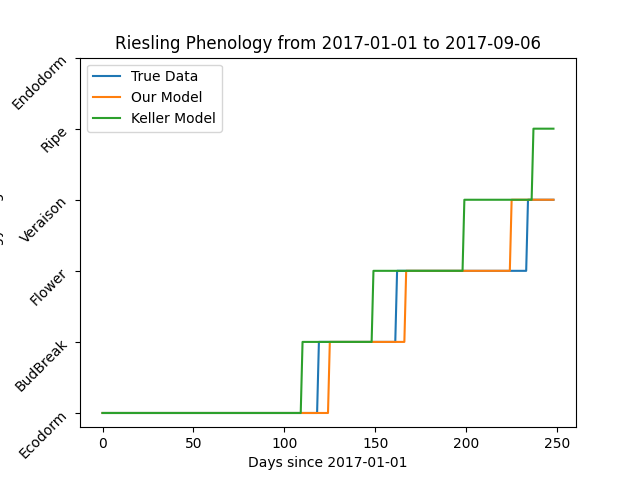 Riesling Phenology from 2017-01-01 to 2017-09-06
True Data
Our Model
Keller Model
Endodorm
Ripe
Veraison
Flower
BudBreak
Ecodorm
0 50 100 150 200 250
Days since 2017-01-01